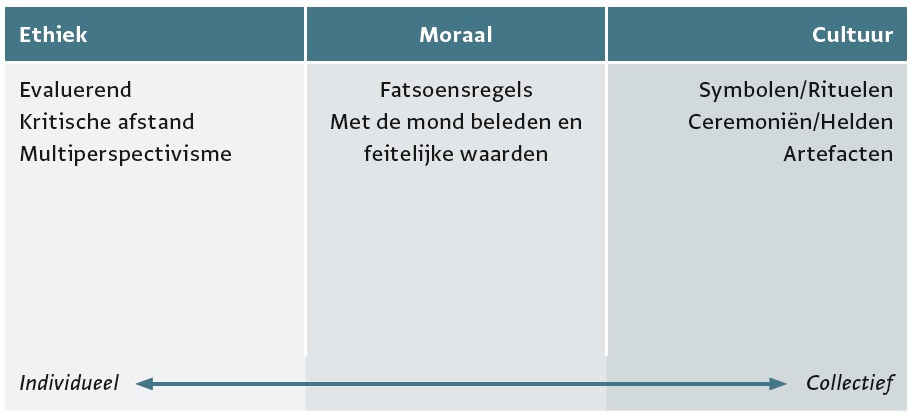 Ethiek
Moraal
Cultuur
Evaluerend
Kritische afstand
Multiperspectivisme
Fatsoensregels
Met de mond beleden en
feitelijke waarden
Symbolen/Rituelen
Ceremoniën/Helden
Artefacten
Individueel
Collectief